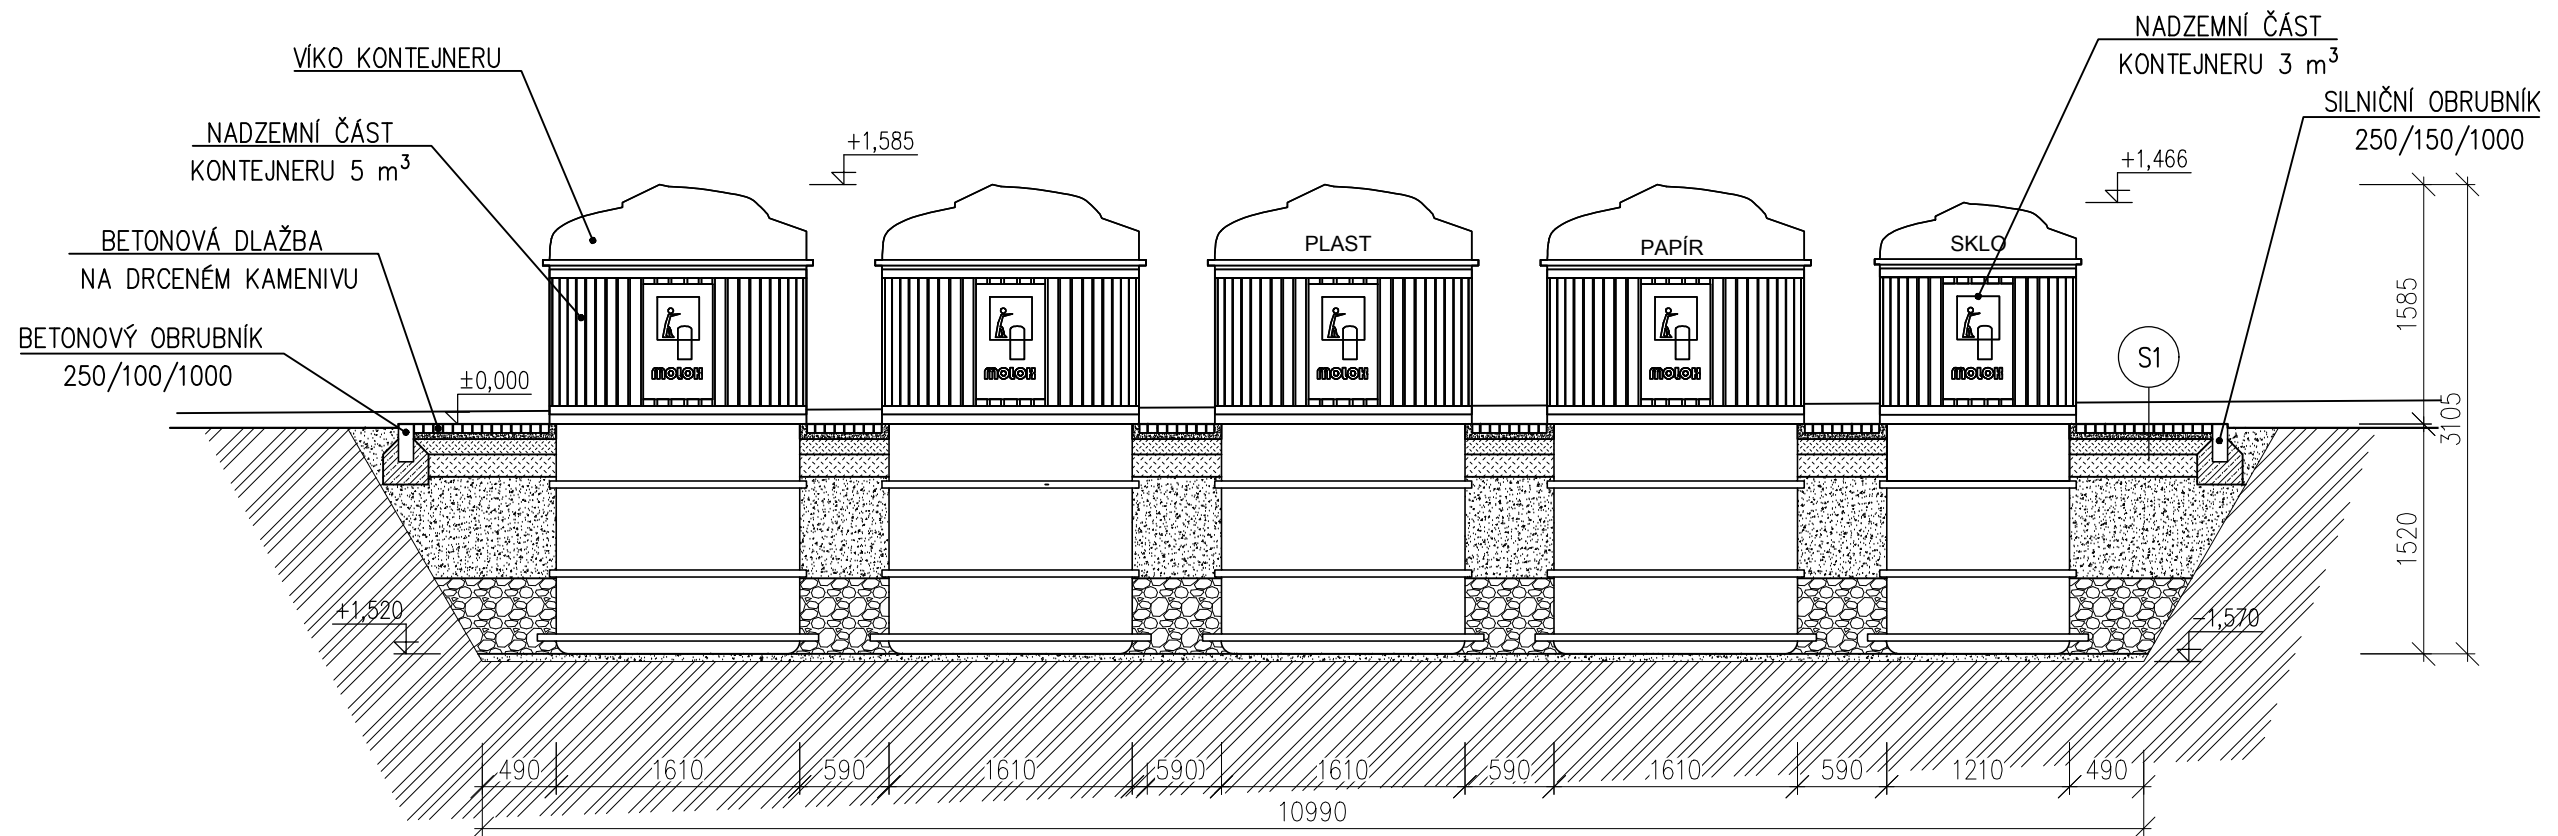 NADZEMNÍ ČÁST
KONTEJNERU 3 m³
VÍKO KONTEJNERU
SILNIČNÍ OBRUBNÍK
250/150/1000
NADZEMNÍ ČÁST
KONTEJNERU 5 m³
+1,585
+1,466
BETONOVÁ DLAŽBA
NA DRCENÉM KAMENIVU
PLAST
PAPÍR
SKLO
1585
BETONOVÝ OBRUBNÍK
250/100/1000
±0,000
MOLOK
MOLOK
MOLOK
MOLOK
MOLOK
S1
3105
1520
+1,520
-1,570
490 1610 590 1610 590 1610 590 1610 590 1210 490
10990